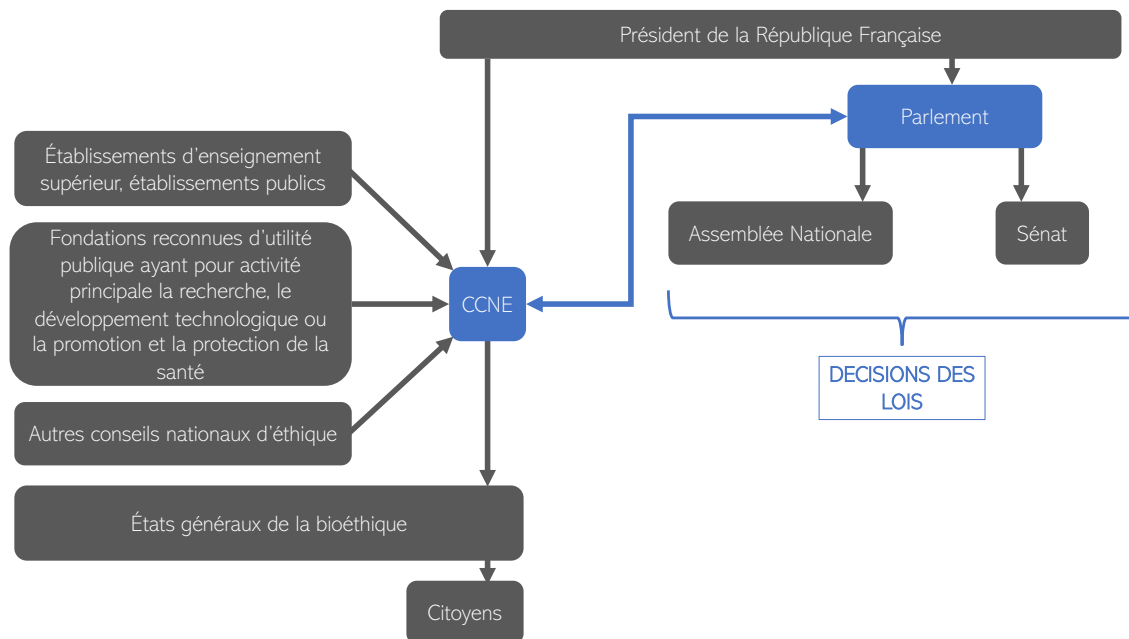 Président de la République Française
Parlement
Établissements d'enseignement
supérieur, établissements publics
Assemblée Nationale
Sénat
Fondations reconnues d'utilité
publique ayant pour activité
principale la recherche, le
développement technologique ou
la promotion et la protection de la
santé
CCNE
DECISIONS DES
LOIS
Autres conseils nationaux d'éthique
États généraux de la bioéthique
Citoyens